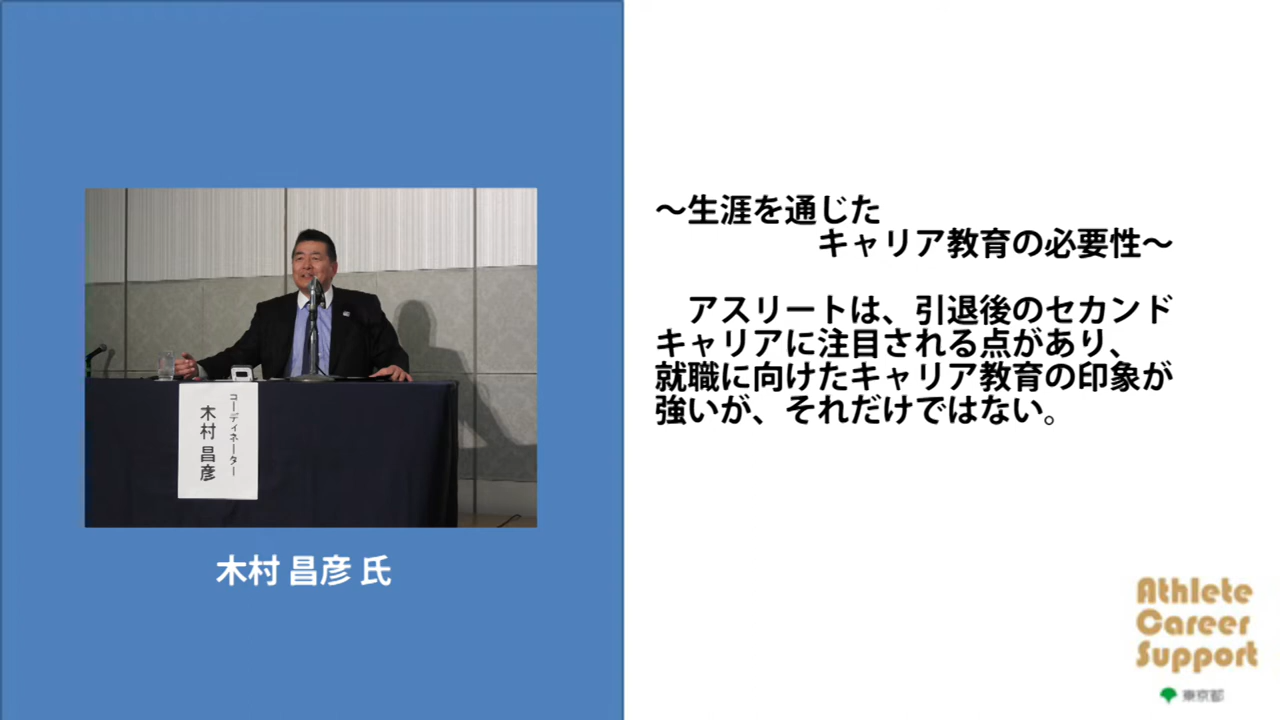 コーディネーター
木村 昌彦
木村 昌彦 氏
～生涯を通じた
キャリア教育の必要性～
アスリートは、引退後のセカンド
キャリアに注目される点があり、
就職に向けたキャリア教育の印象が
強いが、それだけではない。
Athlete
Career
Support
東京都